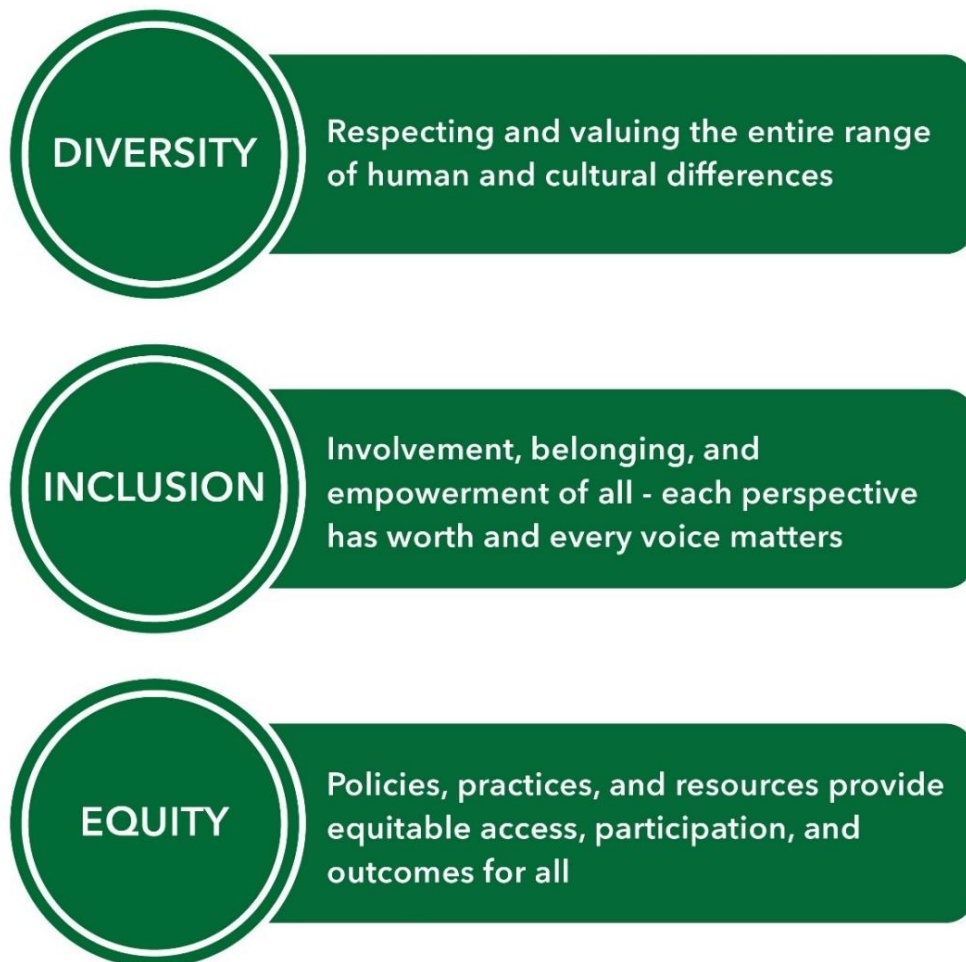 DIVERSITY
Respecting and valuing the entire range
of human and cultural differences
INCLUSION
Involvement, belonging, and
empowerment of all - each perspective
has worth and every voice matters
EQUITY
Policies, practices, and resources provide
equitable access, participation, and
outcomes for all